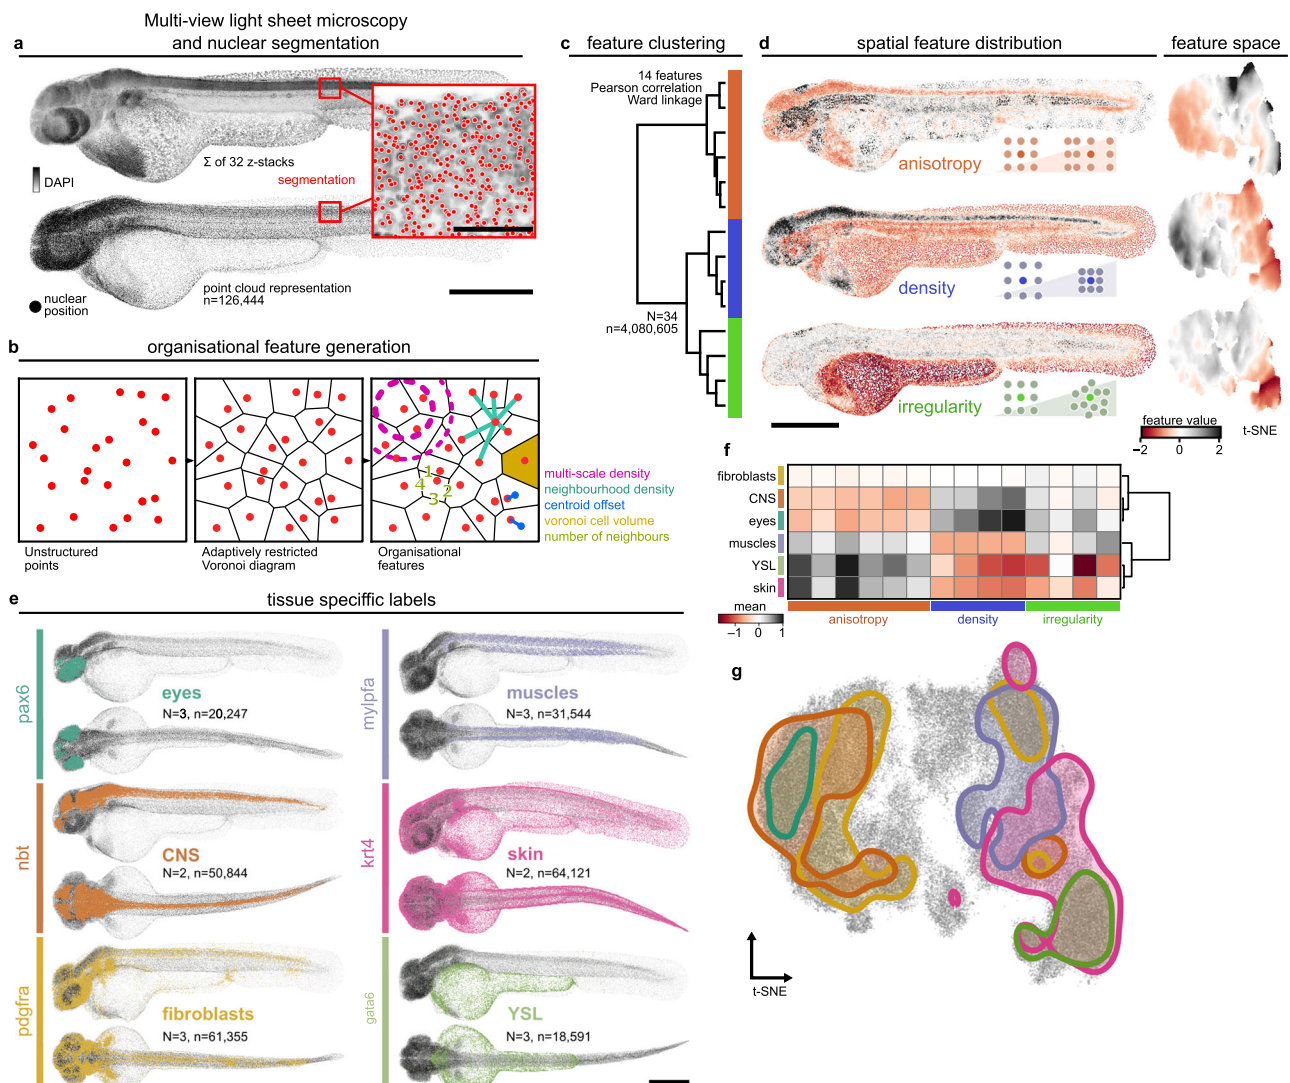 Multi-view light sheet microscopy
and nuclear segmentation
a
DAPI
Σ of 32 z-stacks
segmentation
nuclear
position
point cloud representation
n=126,444
b
organisational feature generation
1
2
3
4
multi-scale density
neighbourhood density
centroid offset
voronoi cell volume
number of neighbours
Unstructured
points
Adaptively restricted
Voronoi diagram
Organisational
features
c
feature clustering
14 features
Pearson correlation
Ward linkage
N=34
n=4,080,605
d
spatial feature distribution
feature space
anisotropy
density
irregularity
feature value
−2
0
2
t-SNE
e
tissue speciffic labels
pax6
eyes
N=3, n=20,247
nbt
CNS
N=2, n=50,844
pdgfra
fibroblasts
N=3, n=61,355
mylpfa
muscles
N=3, n=31,544
krt4
skin
N=2, n=64,121
gata6
YSL
N=3, n=18,591
f
fibroblasts
CNS
eyes
muscles
YSL
skin
mean
−1
0
1
anisotropy
density
irregularity
g
t-SNE